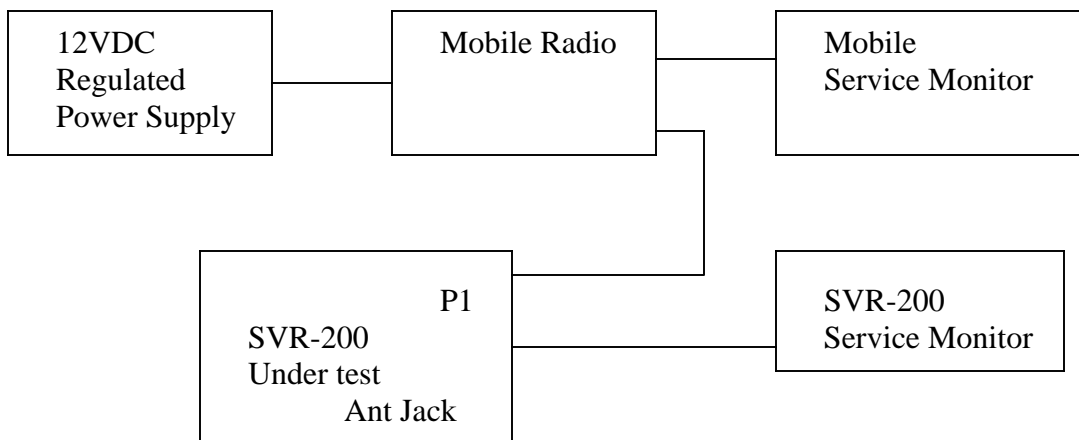 12VDC
Regulated
Power Supply
Mobile Radio
Mobile
Service Monitor
P1
SVR-200
Under test
Ant Jack
SVR-200
Service Monitor